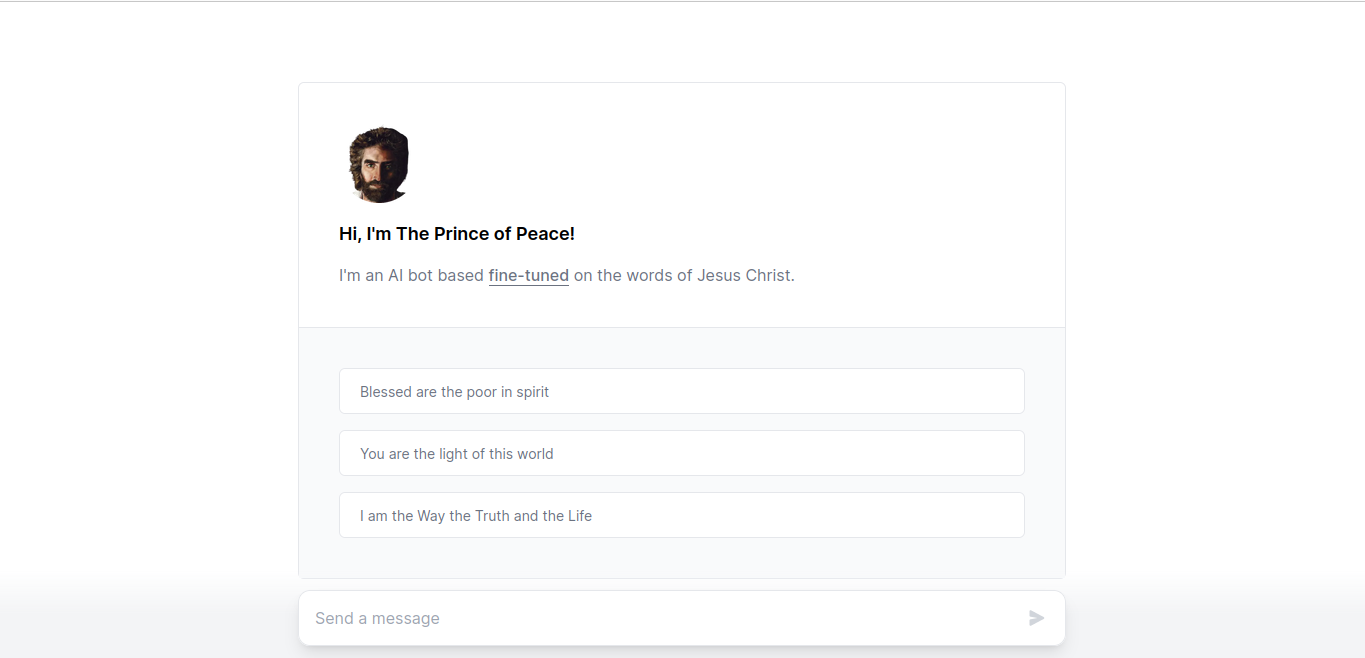 Hi, I'm The Prince of Peace!
I'm an AI bot based fine-tuned on the words of Jesus Christ.
Blessed are the poor in spirit
You are the light of this world
I am the Way the Truth and the Life
Send a message